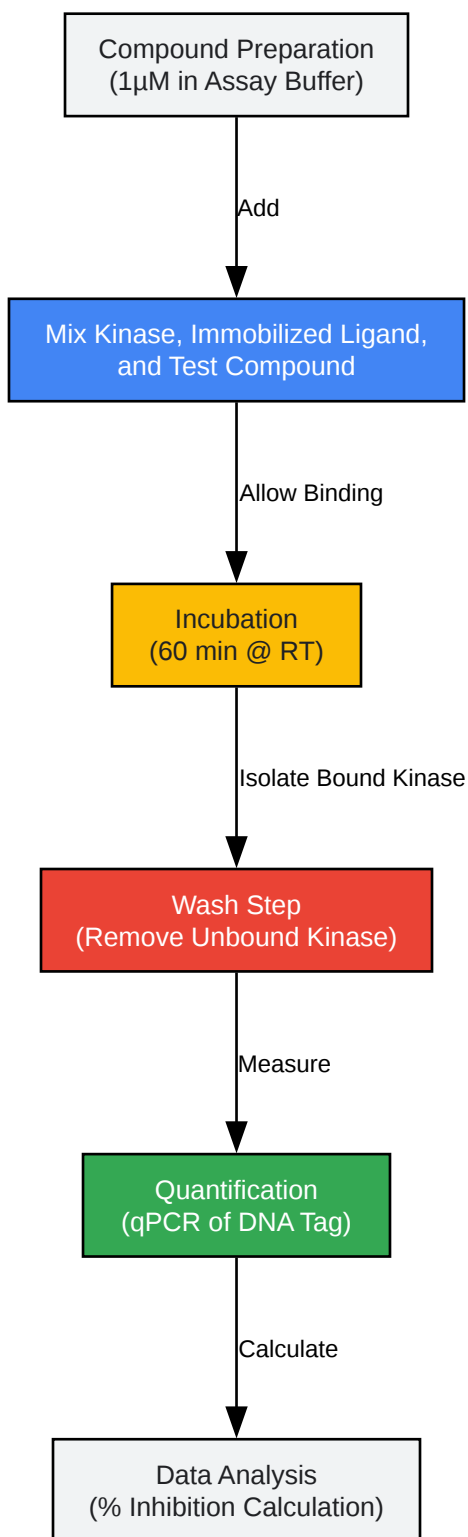 Compound Preparation
(1µM in Assay Buffer)
Add
Mix Kinase, Immobilized Ligand,
and Test Compound
Allow Binding
Incubation
(60 min @ RT)
Isolate Bound Kinase
Wash Step
(Remove Unbound Kinase)
Measure
Quantification
(qPCR of DNA Tag)
Calculate
Data Analysis
(% Inhibition Calculation)